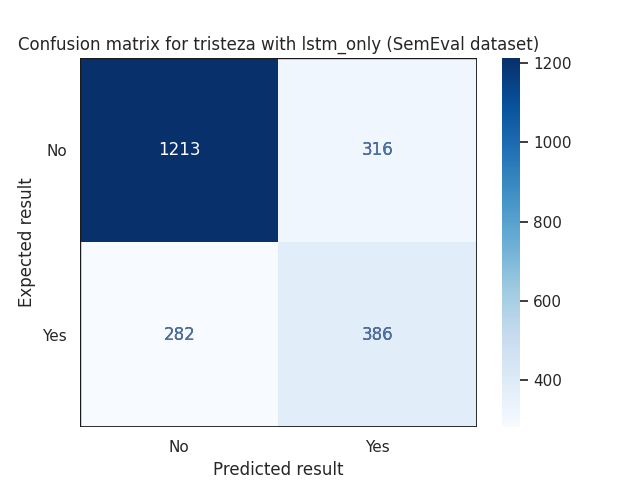 Confusion matrix for tristeza with lstm_only (SemEval dataset)
1200
1000
800
600
400
Expected result
No
Yes
1213
316
282
386
No
Yes
Predicted result